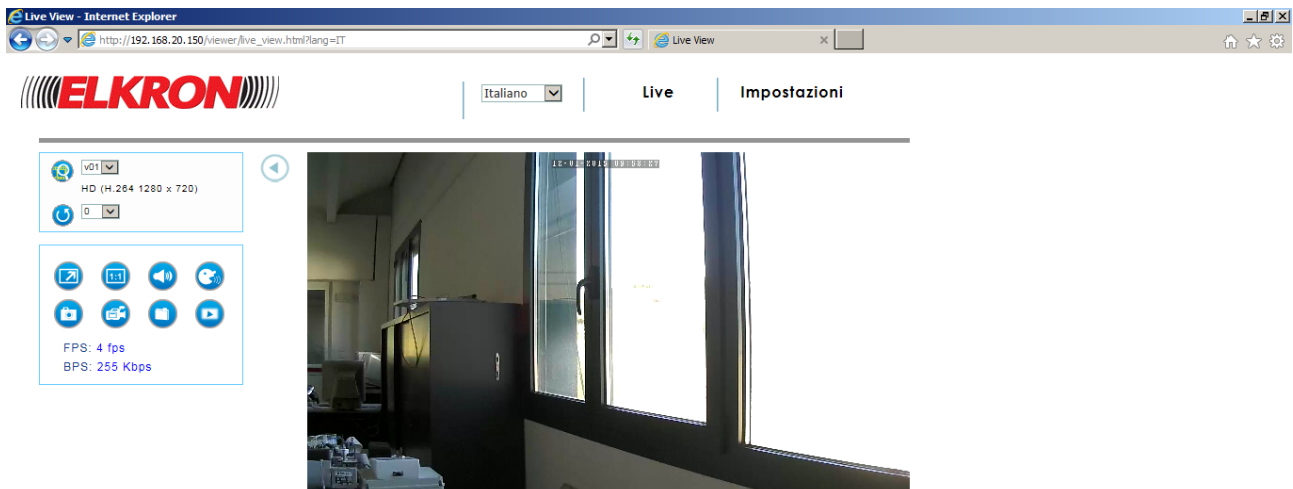 Live View - Internet Explorer
http://192.168.20.150/viewer/live_view.html?lang=IT
Live View
ELKRON
Italiano
Live
Impostazioni
v01
HD (H.264 1280 x 720)
0
1:1
FPS: 4 fps
BPS: 255 Kbps